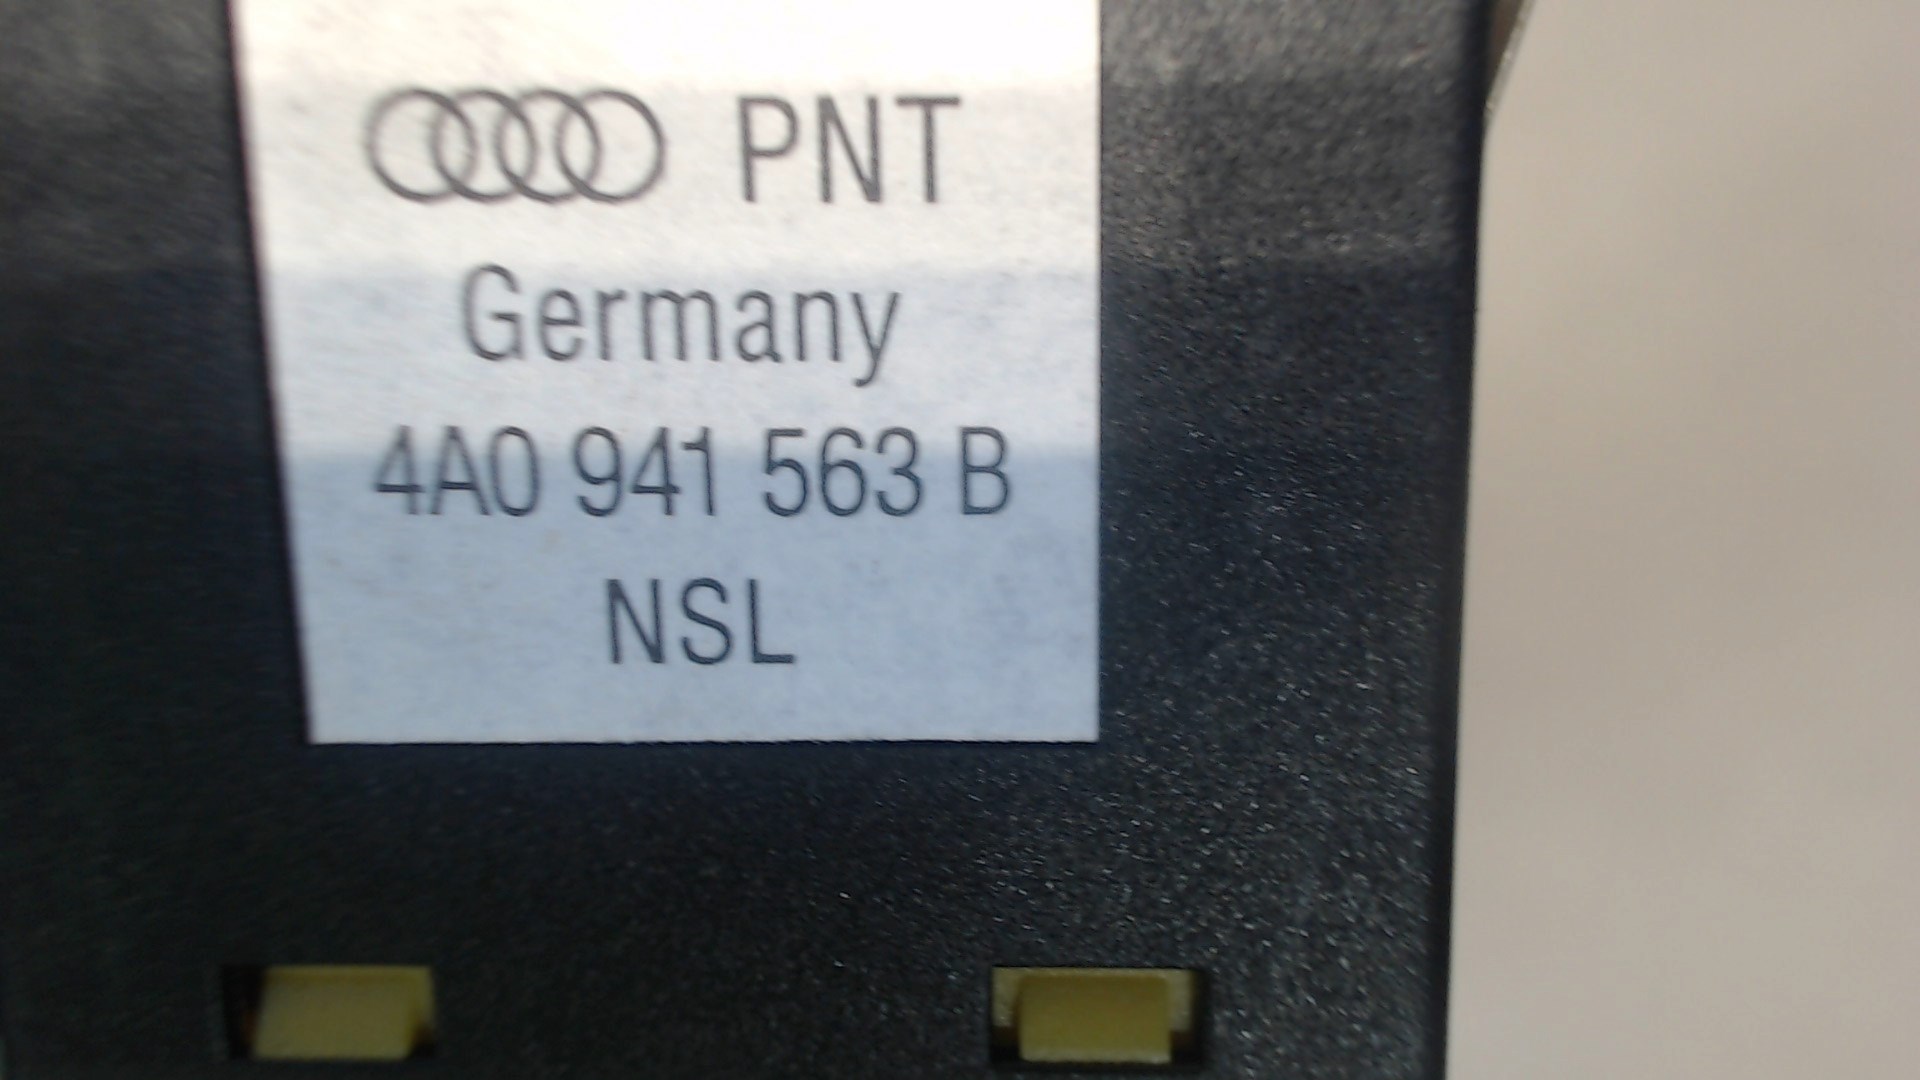 PNT
Germany
4A0 941 563 B
NSL